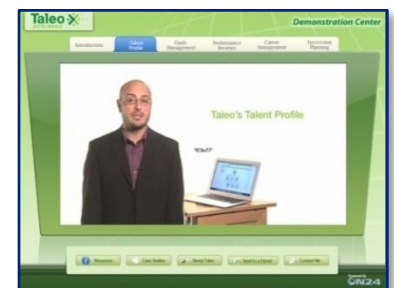 Taleo
Demonstration Center
Introduction
Talent Profile
Goals Management
Performance Reviews
Career Management
Succession Planning
Taleo's Talent Profile
Resources
Case Studies
About Taleo
Send to a Friend
Contact Me
ON24